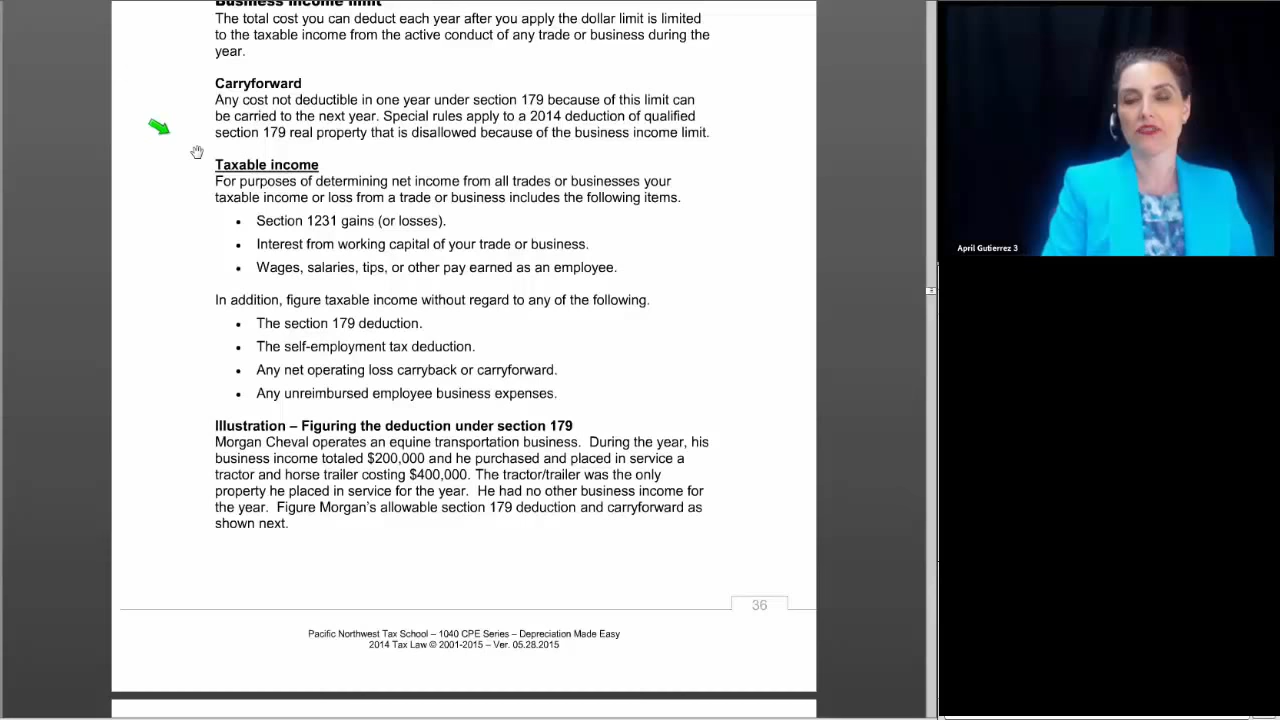 Business income limit
The total cost you can deduct each year after you apply the dollar limit is limited
to the taxable income from the active conduct of any trade or business during the
year.
Carryforward
Any cost not deductible in one year under section 179 because of this limit can
be carried to the next year. Special rules apply to a 2014 deduction of qualified
section 179 real property that is disallowed because of the business income limit.
Taxable income
For purposes of determining net income from all trades or businesses your
taxable income or loss from a trade or business includes the following items.
• Section 1231 gains (or losses).
• Interest from working capital of your trade or business.
• Wages, salaries, tips, or other pay earned as an employee.
In addition, figure taxable income without regard to any of the following.
• The section 179 deduction.
• The self-employment tax deduction.
• Any net operating loss carryback or carryforward.
• Any unreimbursed employee business expenses.
Illustration – Figuring the deduction under section 179
Morgan Cheval operates an equine transportation business.  During the year, his
business income totaled $200,000 and he purchased and placed in service a
tractor and horse trailer costing $400,000. The tractor/trailer was the only
property he placed in service for the year.  He had no other business income for
the year.  Figure Morgan's allowable section 179 deduction and carryforward as
shown next.
36
Pacific Northwest Tax School – 1040 CPE Series – Depreciation Made Easy
2014 Tax Law © 2001-2015 – Ver. 05.28.2015
April Gutierrez 3